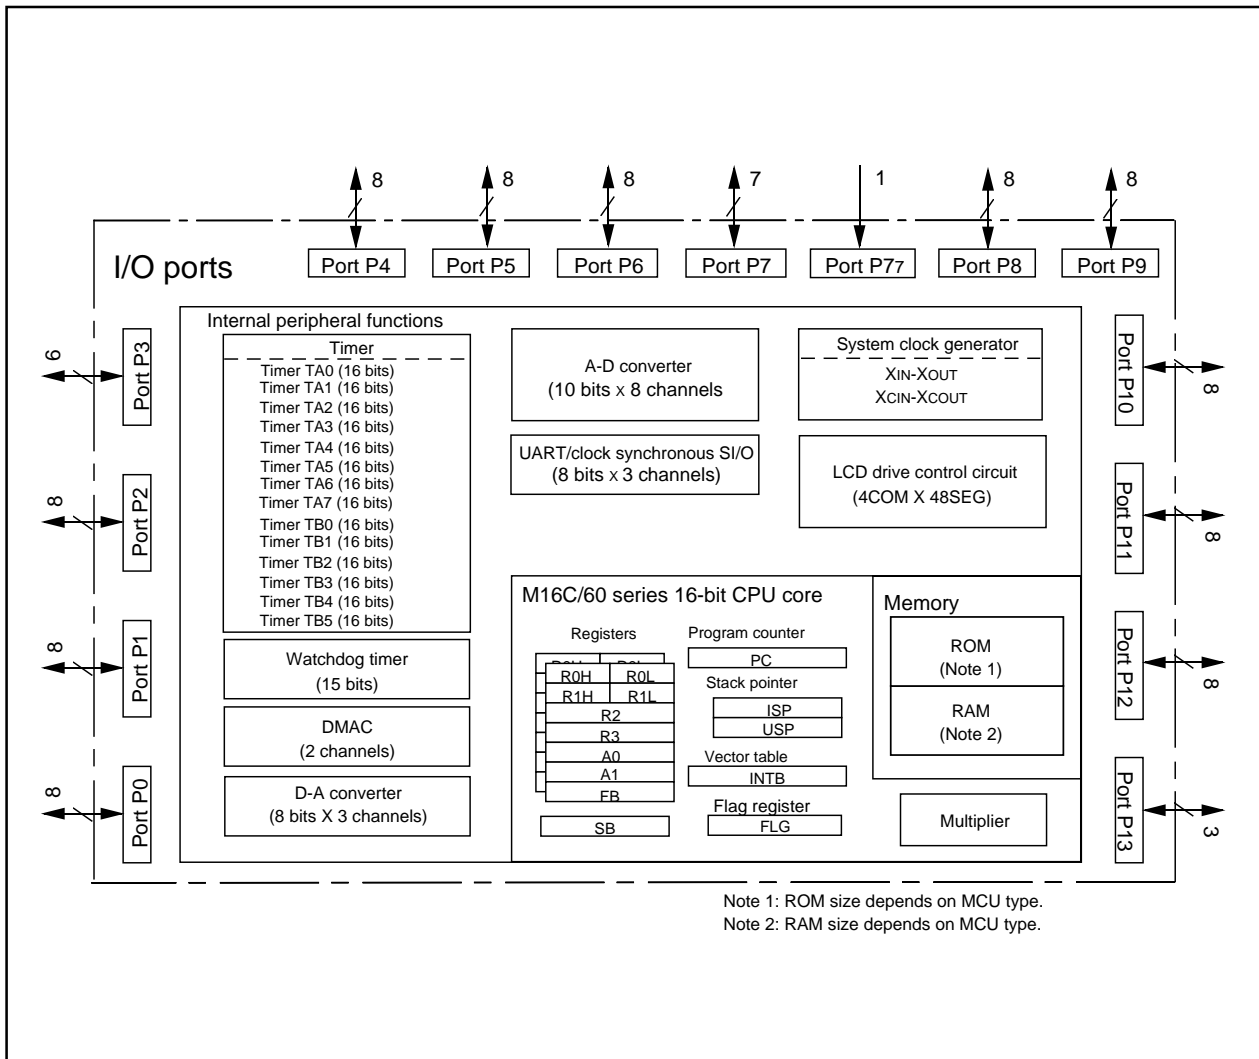 8 8 8 7 1 8 8
I/O ports
Port P4 Port P5 Port P6 Port P7 Port P77 Port P8 Port P9
6
Port P3
8
Port P2
8
Port P1
8
Port P0
Internal peripheral functions
Timer
Timer TA0 (16 bits)
Timer TA1 (16 bits)
Timer TA2 (16 bits)
Timer TA3 (16 bits)
Timer TA4 (16 bits)
Timer TA5 (16 bits)
Timer TA6 (16 bits)
Timer TA7 (16 bits)
Timer TB0 (16 bits)
Timer TB1 (16 bits)
Timer TB2 (16 bits)
Timer TB3 (16 bits)
Timer TB4 (16 bits)
Timer TB5 (16 bits)
Watchdog timer
(15 bits)
DMAC
(2 channels)
D-A converter
(8 bits X 3 channels)
A-D converter
(10 bits x 8 channels
UART/clock synchronous SI/O
(8 bits x 3 channels)
System clock generator
XIN-XOUT
XCIN-XCOUT
LCD drive control circuit
(4COM X 48SEG)
M16C/60 series 16-bit CPU core
Registers
R0H R0L
R0H R0L
R1H R1L
R2
R3
A0
A1
FB
SB
Program counter
PC
Stack pointer
ISP
USP
Vector table
INTB
Flag register
FLG
Memory
ROM
(Note 1)
RAM
(Note 2)
Multiplier
Port P10
8
Port P11
8
Port P12
8
Port P13
3
Note 1: ROM size depends on MCU type.
Note 2: RAM size depends on MCU type.